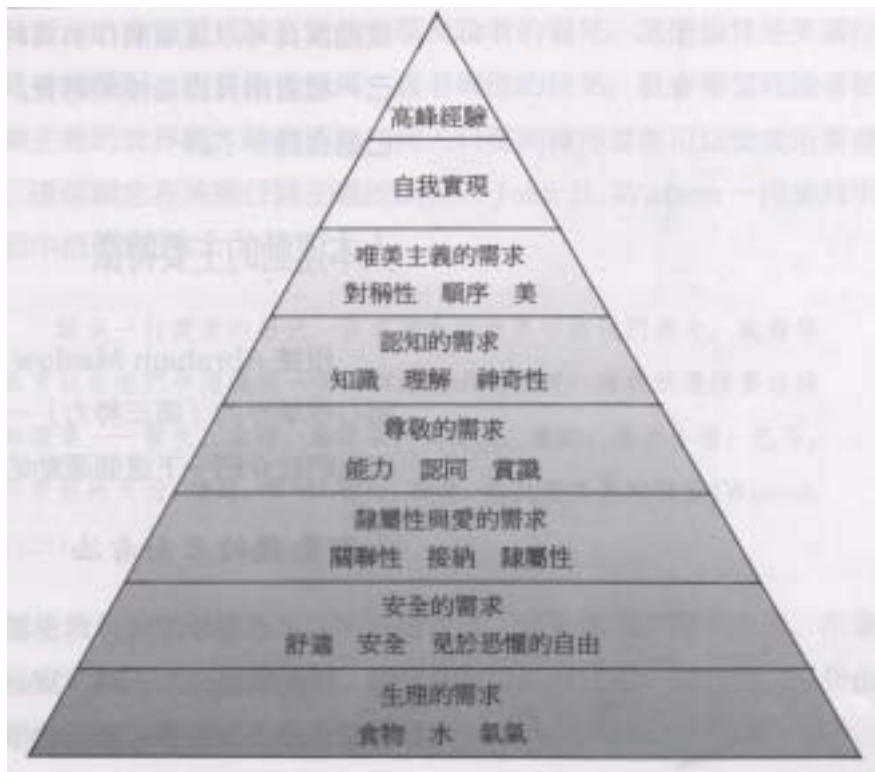 高峰經驗
自我實現
唯美主義的需求
對稱性 順序 美
認知的需求
知識 理解 神奇性
尊敬的需求
能力 認同 賞識
隸屬性與愛的需求
關聯性 接納 隸屬性
安全的需求
舒適 安全 免於恐懼的自由
生理的需求
食物 水 氧氣